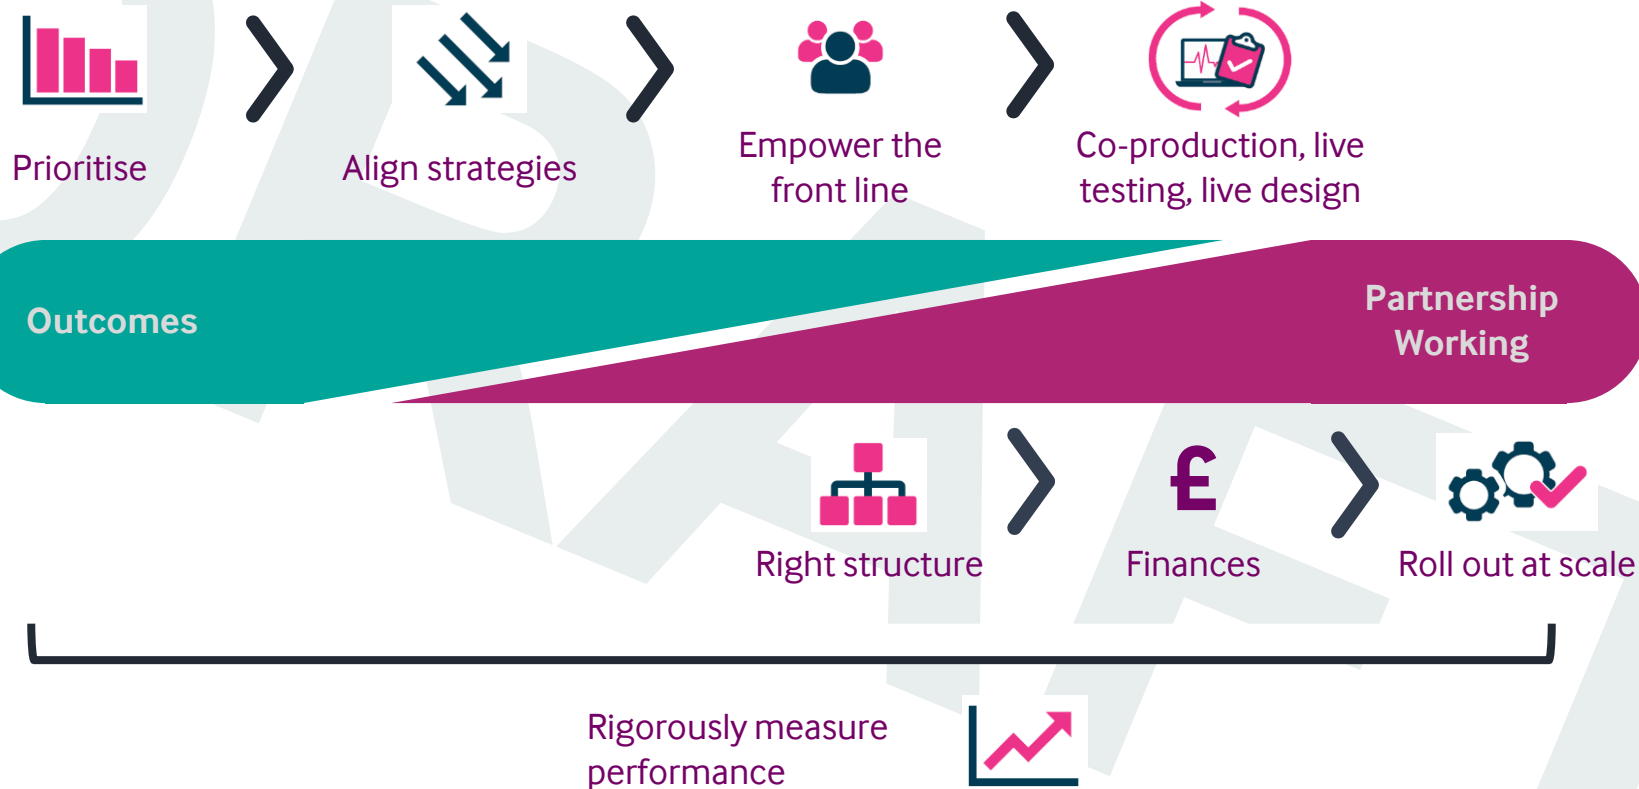 Prioritise
Align strategies
Empower the
front line
Co-production, live
testing, live design
Outcomes
Partnership
Working
Right structure
£
Finances
Roll out at scale
Rigorously measure
performance
DRAFT